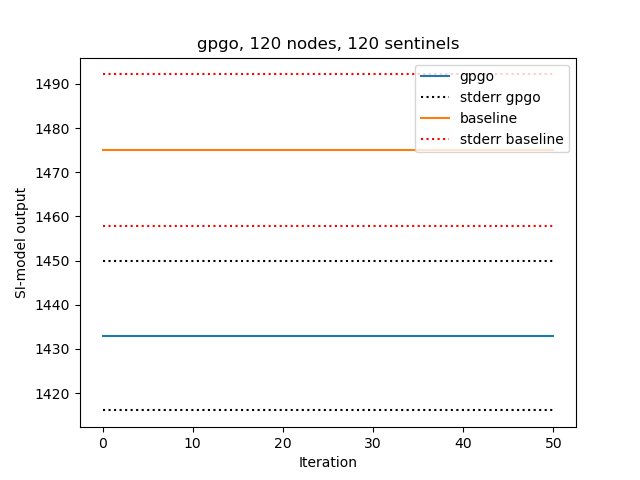 gpgo, 120 nodes, 120 sentinels
gpgo
stderr gpgo
baseline
stderr baseline
SI-model output
1490
1480
1470
1460
1450
1440
1430
1420
0 10 20 30 40 50
Iteration